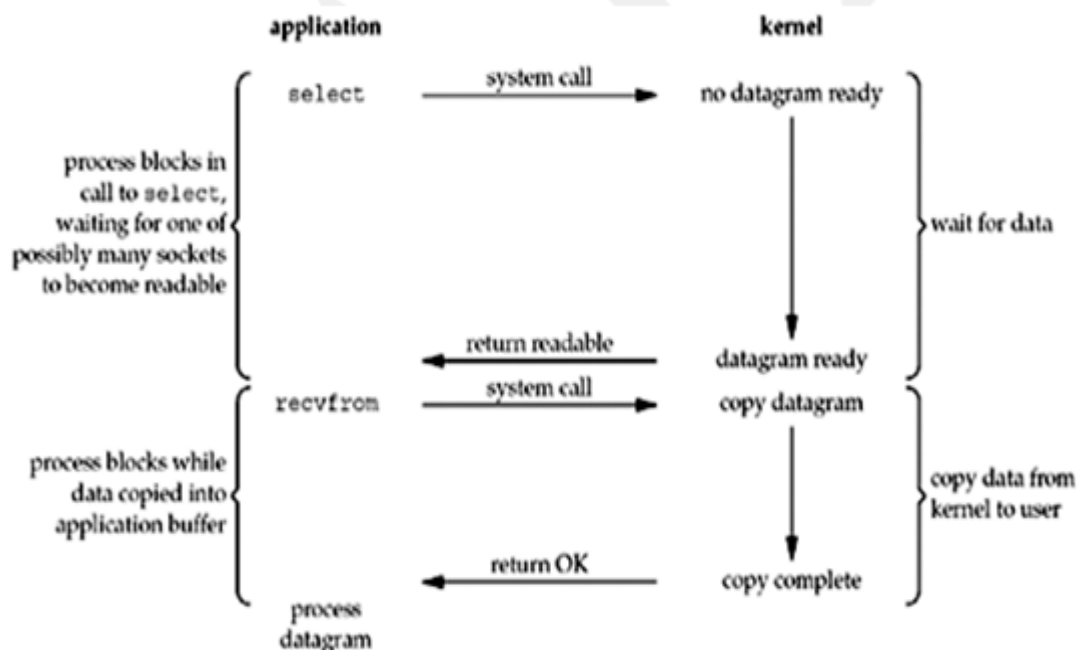 application
kernel
select
system call
no datagram ready
process blocks in
call to select,
waiting for one of
possibly many sockets
to become readable
wait for data
return readable
datagram ready
recvfrom
system call
copy datagram
process blocks while
data copied into
application buffer
copy data from
kernel to user
return OK
copy complete
process
datagram